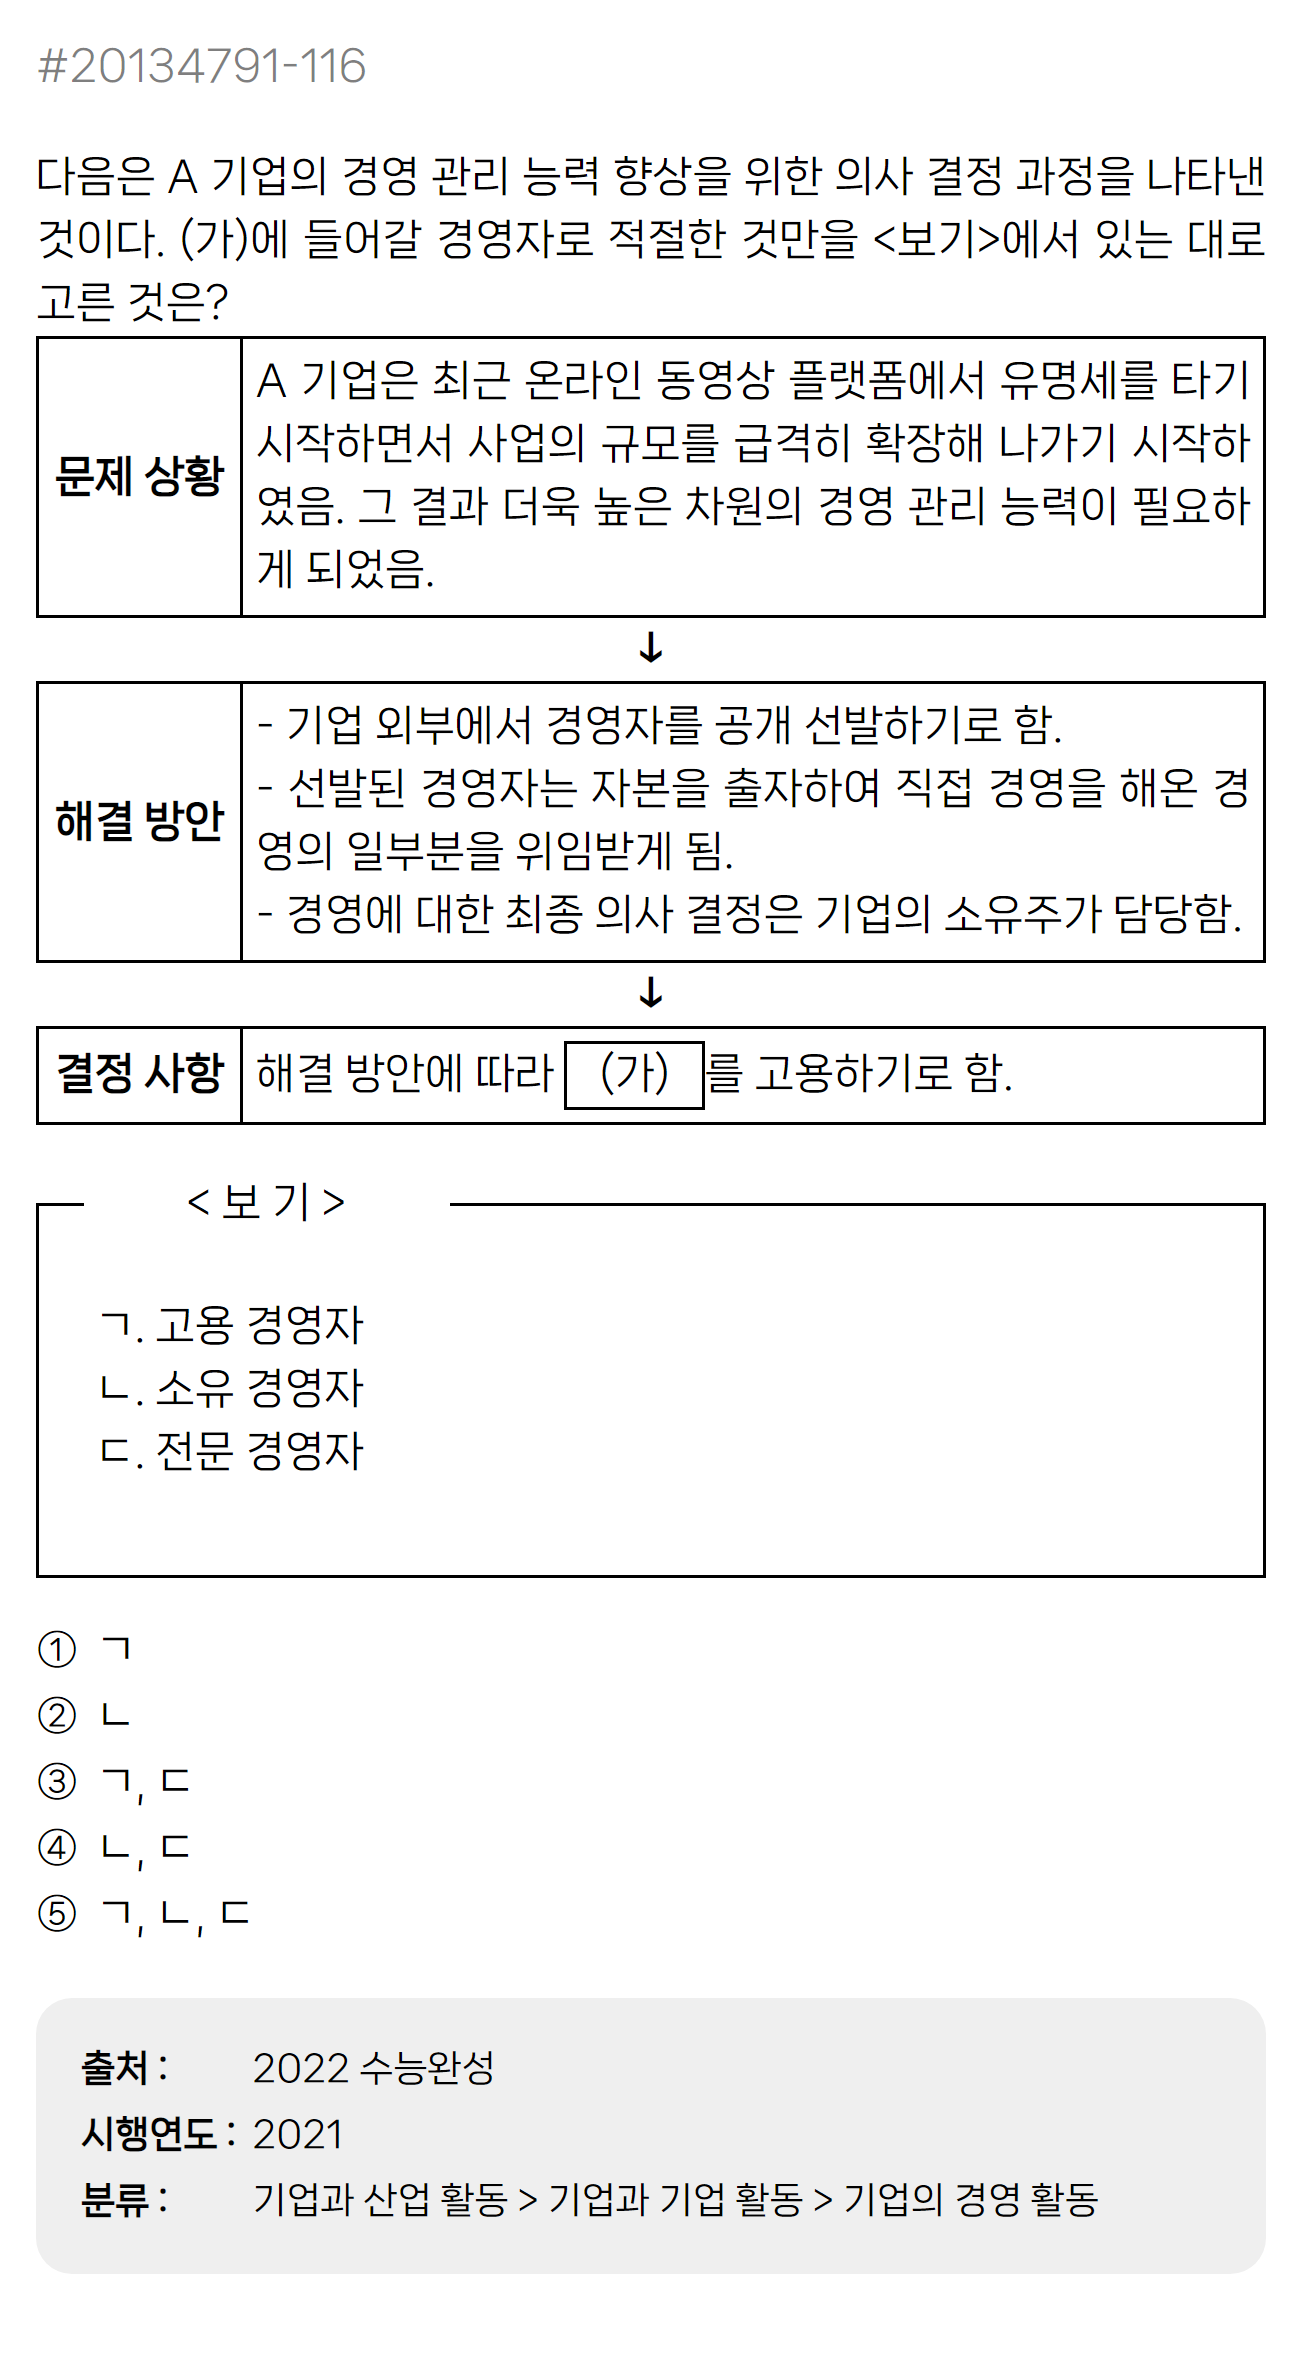 #20134791-116
다음은 A 기업의 경영 관리 능력 향상을 위한 의사 결정 과정을 나타낸
것이다. (가)에 들어갈 경영자로 적절한 것만을 <보기>에서 있는 대로
고른 것은?
문제 상황
A 기업은 최근 온라인 동영상 플랫폼에서 유명세를 타기
시작하면서 사업의 규모를 급격히 확장해 나가기 시작하
였음. 그 결과 더욱 높은 차원의 경영 관리 능력이 필요하
게 되었음.
↓
해결 방안
- 기업 외부에서 경영자를 공개 선발하기로 함.
- 선발된 경영자는 자본을 출자하여 직접 경영을 해온 경
영의 일부분을 위임받게 됨.
- 경영에 대한 최종 의사 결정은 기업의 소유주가 담당함.
↓
결정 사항
해결 방안에 따라 (가) 를 고용하기로 함.
< 보 기 >
ㄱ. 고용 경영자
ㄴ. 소유 경영자
ㄷ. 전문 경영자
① ㄱ
② ㄴ
③ ㄱ, ㄷ
④ ㄴ, ㄷ
⑤ ㄱ, ㄴ, ㄷ
출처 : 2022 수능완성
시행연도 : 2021
분류 : 기업과 산업 활동 > 기업과 기업 활동 > 기업의 경영 활동